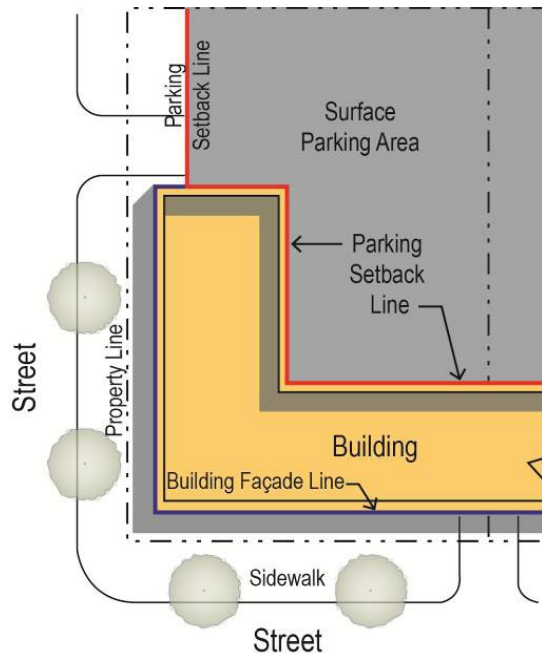 Parking
Setback Line
Surface
Parking Area
Parking
Setback
Line
Property Line
Street
Building
Building Façade Line
Sidewalk
Street